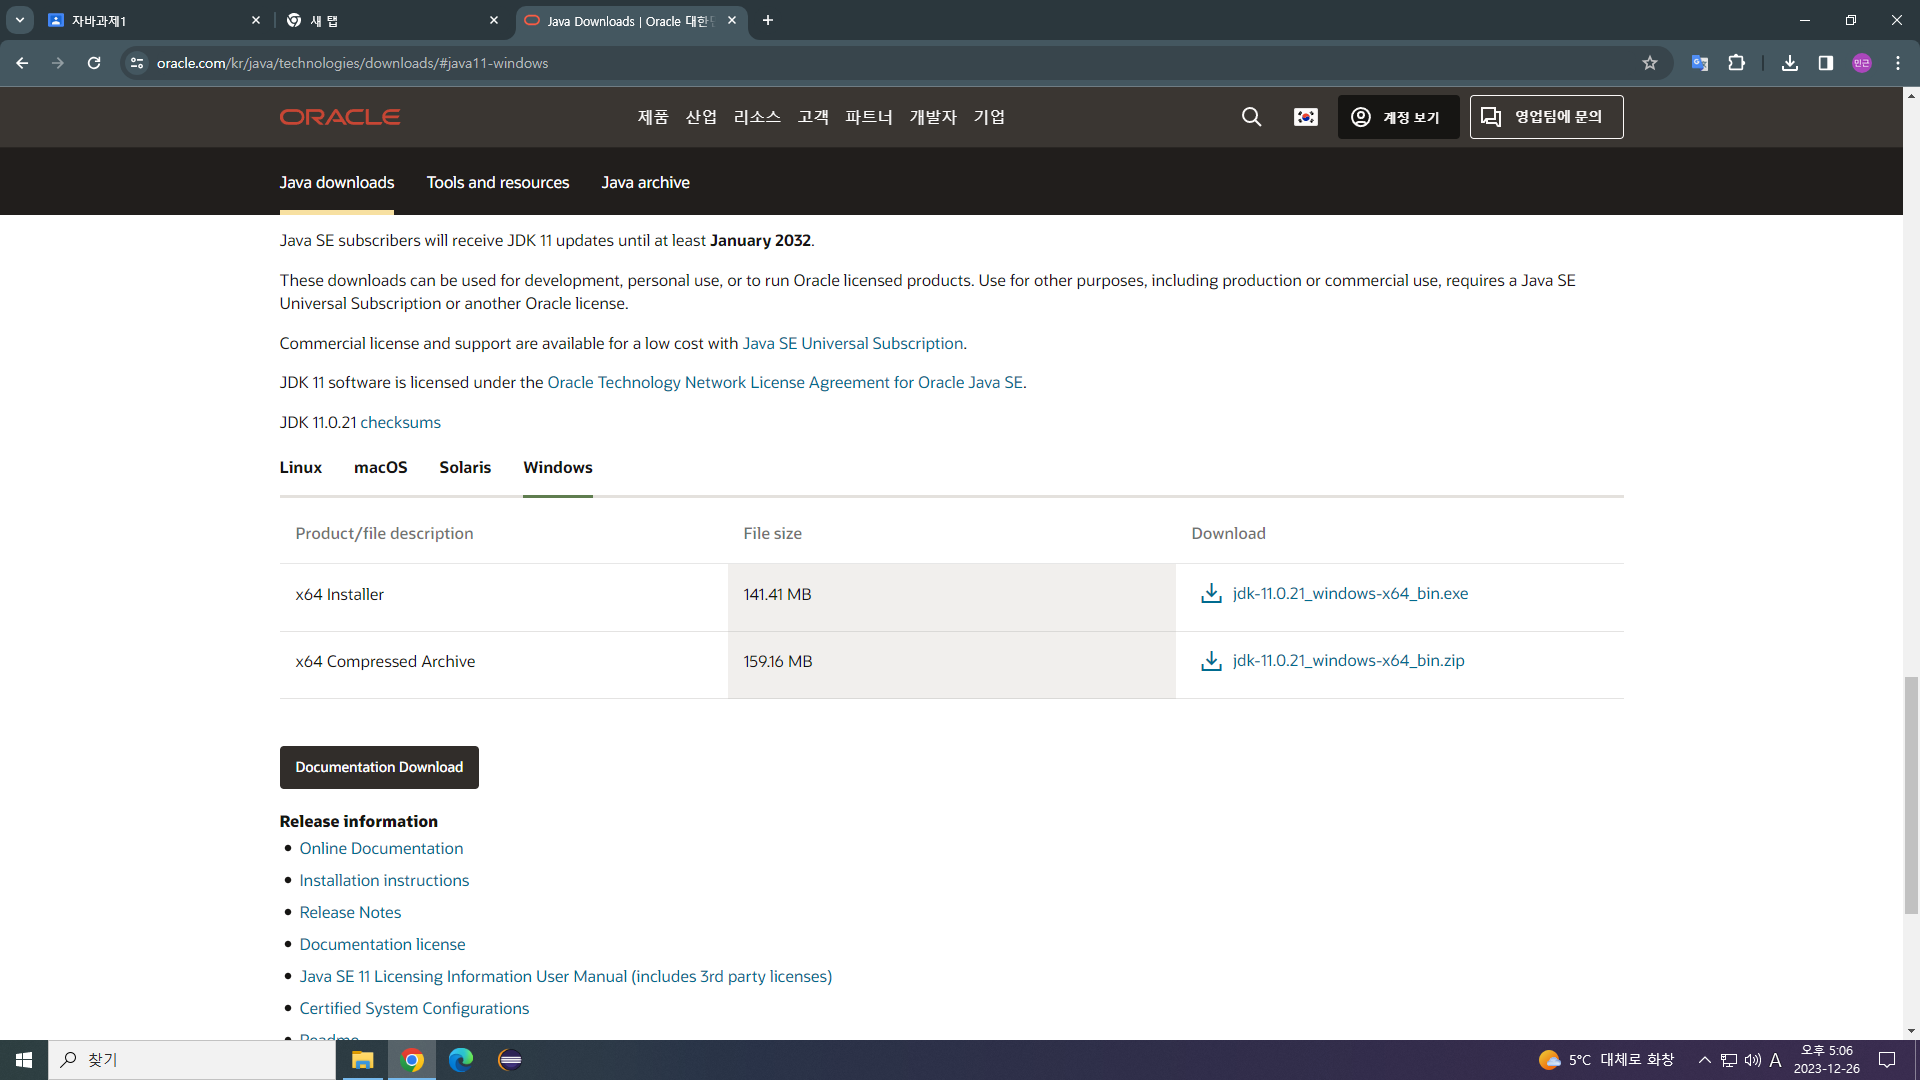 자바과제1
새 탭
Java Downloads | Oracle 대한민
oracle.com/kr/java/technologies/downloads/#java11-windows
인근
ORACLE
제품 산업 리소스 고객 파트너 개발자 기업
계정 보기
영업팀에 문의
Java downloads Tools and resources Java archive
Java SE subscribers will receive JDK 11 updates until at least January 2032.
These downloads can be used for development, personal use, or to run Oracle licensed products. Use for other purposes, including production or commercial use, requires a Java SE
Universal Subscription or another Oracle license.
Commercial license and support are available for a low cost with Java SE Universal Subscription.
JDK 11 software is licensed under the Oracle Technology Network License Agreement for Oracle Java SE.
JDK 11.0.21 checksums
Linux macOS Solaris Windows
Product/file description File size Download
x64 Installer 141.41 MB jdk-11.0.21_windows-x64_bin.exe
x64 Compressed Archive 159.16 MB jdk-11.0.21_windows-x64_bin.zip
Documentation Download
Release information
Online Documentation
Installation instructions
Release Notes
Documentation license
Java SE 11 Licensing Information User Manual (includes 3rd party licenses)
Certified System Configurations
Readme
찾기
5°C 대체로 화창
A
오후 5:06
2023-12-26